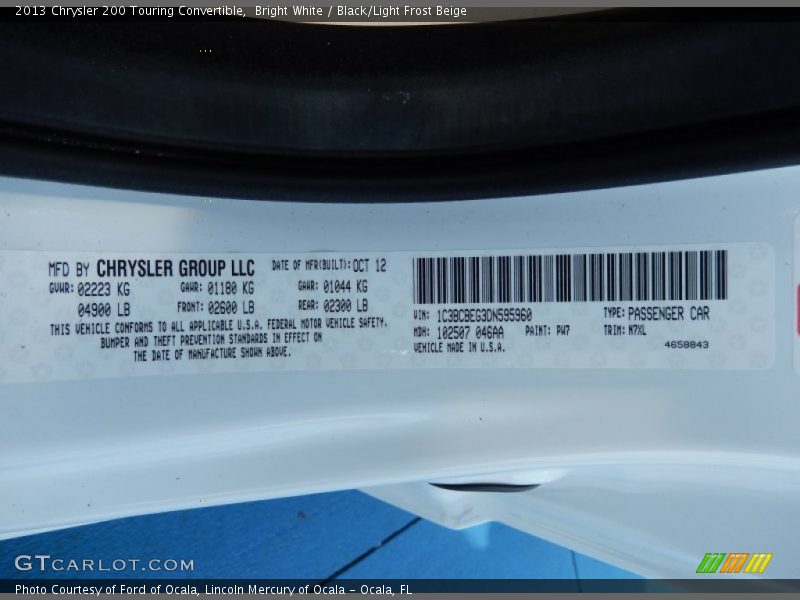 2013 Chrysler 200 Touring Convertible,  Bright White / Black/Light Frost Beige
MFD BY CHRYSLER GROUP LLC DATE OF MFR(BUILT): OCT 12
GVWR: 02223 KG GAWR: 01180 KG GAWR: 01044 KG
04900 LB FRONT: 02600 LB REAR: 02300 LB
THIS VEHICLE CONFORMS TO ALL APPLICABLE U.S.A. FEDERAL MOTOR VEHICLE SAFETY,
BUMPER AND THEFT PREVENTION STANDARDS IN EFFECT ON
THE DATE OF MANUFACTURE SHOWN ABOVE.
VIN: 1C3BCBEG3DN595960 TYPE: PASSENGER CAR
MDH: 102507 046AA PAINT: PW7 TRIM: M7XL
VEHICLE MADE IN U.S.A. 4658843
GTCARLOT.COM
Photo Courtesy of Ford of Ocala, Lincoln Mercury of Ocala - Ocala, FL